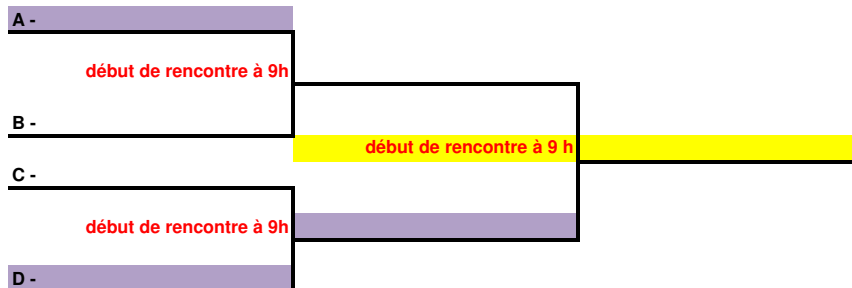 A -
début de rencontre à 9h
B -
début de rencontre à 9 h
C -
début de rencontre à 9h
D -